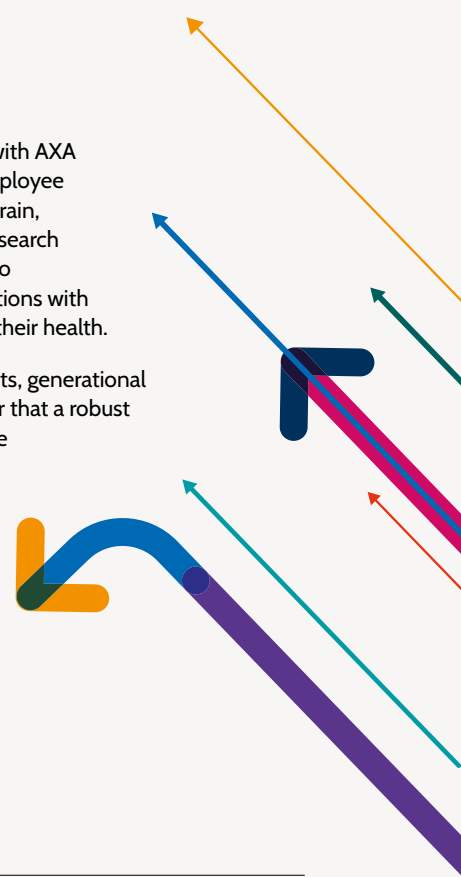 with AXA
ployee
rain,
search
o
tions with
their health.
ts, generational
r that a robust
e